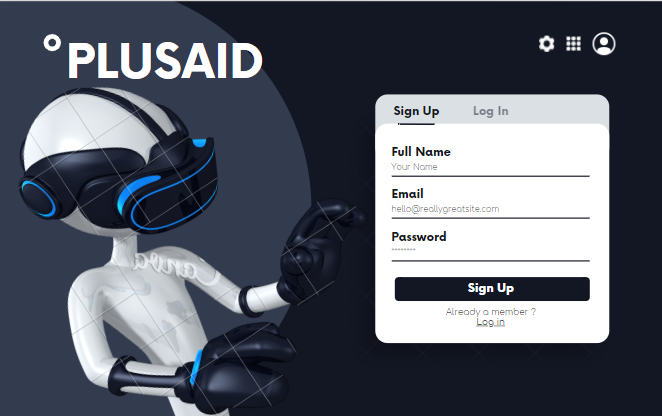 PLUSAID
Sign Up
Log In
Full Name
Your Name
Email
hello@reallygreatsite.com
Password
********
Sign Up
Already a member ?
Log in
Canva